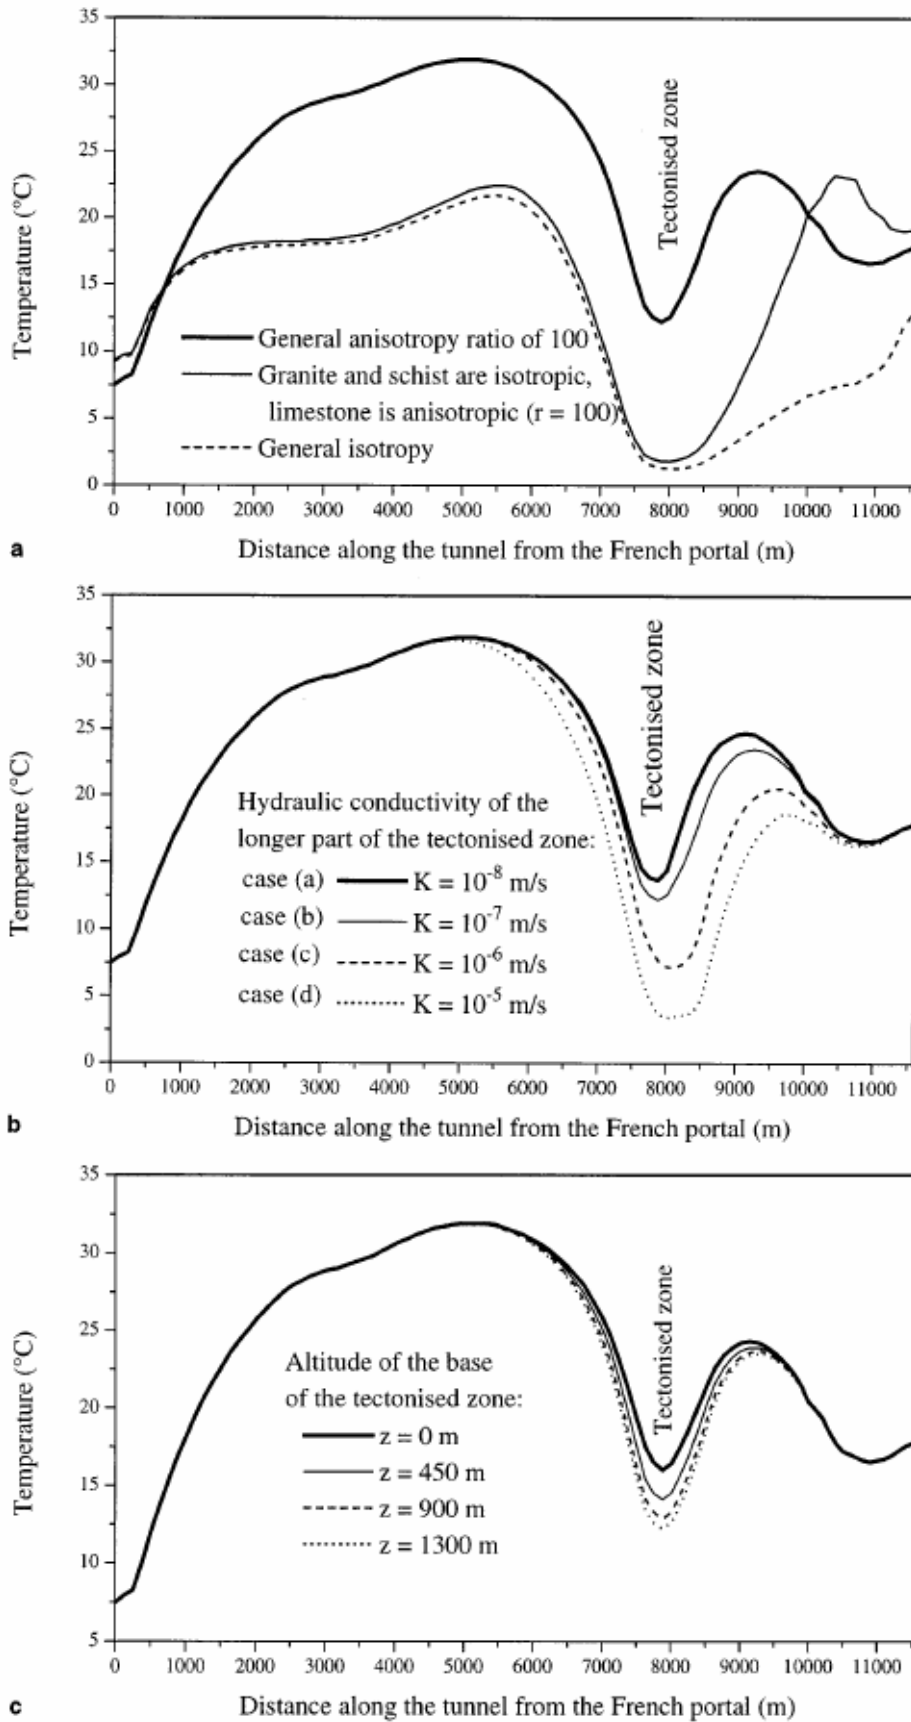 35
30
25
20
15
10
5
0
Temperature (°C)
Tectonised zone
General anisotropy ratio of 100
Granite and schist are isotropic,
limestone is anisotropic (r = 100)
General isotropy
0 1000 2000 3000 4000 5000 6000 7000 8000 9000 10000 11000
a
Distance along the tunnel from the French portal (m)
35
30
25
20
15
10
5
0
Temperature (°C)
Tectonised zone
Hydraulic conductivity of the
longer part of the tectonised zone:
case (a) K = 10⁻⁸ m/s
case (b) K = 10⁻⁷ m/s
case (c) K = 10⁻⁶ m/s
case (d) K = 10⁻⁵ m/s
0 1000 2000 3000 4000 5000 6000 7000 8000 9000 10000 11000
b
Distance along the tunnel from the French portal (m)
35
30
25
20
15
10
5
Temperature (°C)
Tectonised zone
Altitude of the base
of the tectonised zone:
z = 0 m
z = 450 m
z = 900 m
z = 1300 m
0 1000 2000 3000 4000 5000 6000 7000 8000 9000 10000 11000
c
Distance along the tunnel from the French portal (m)